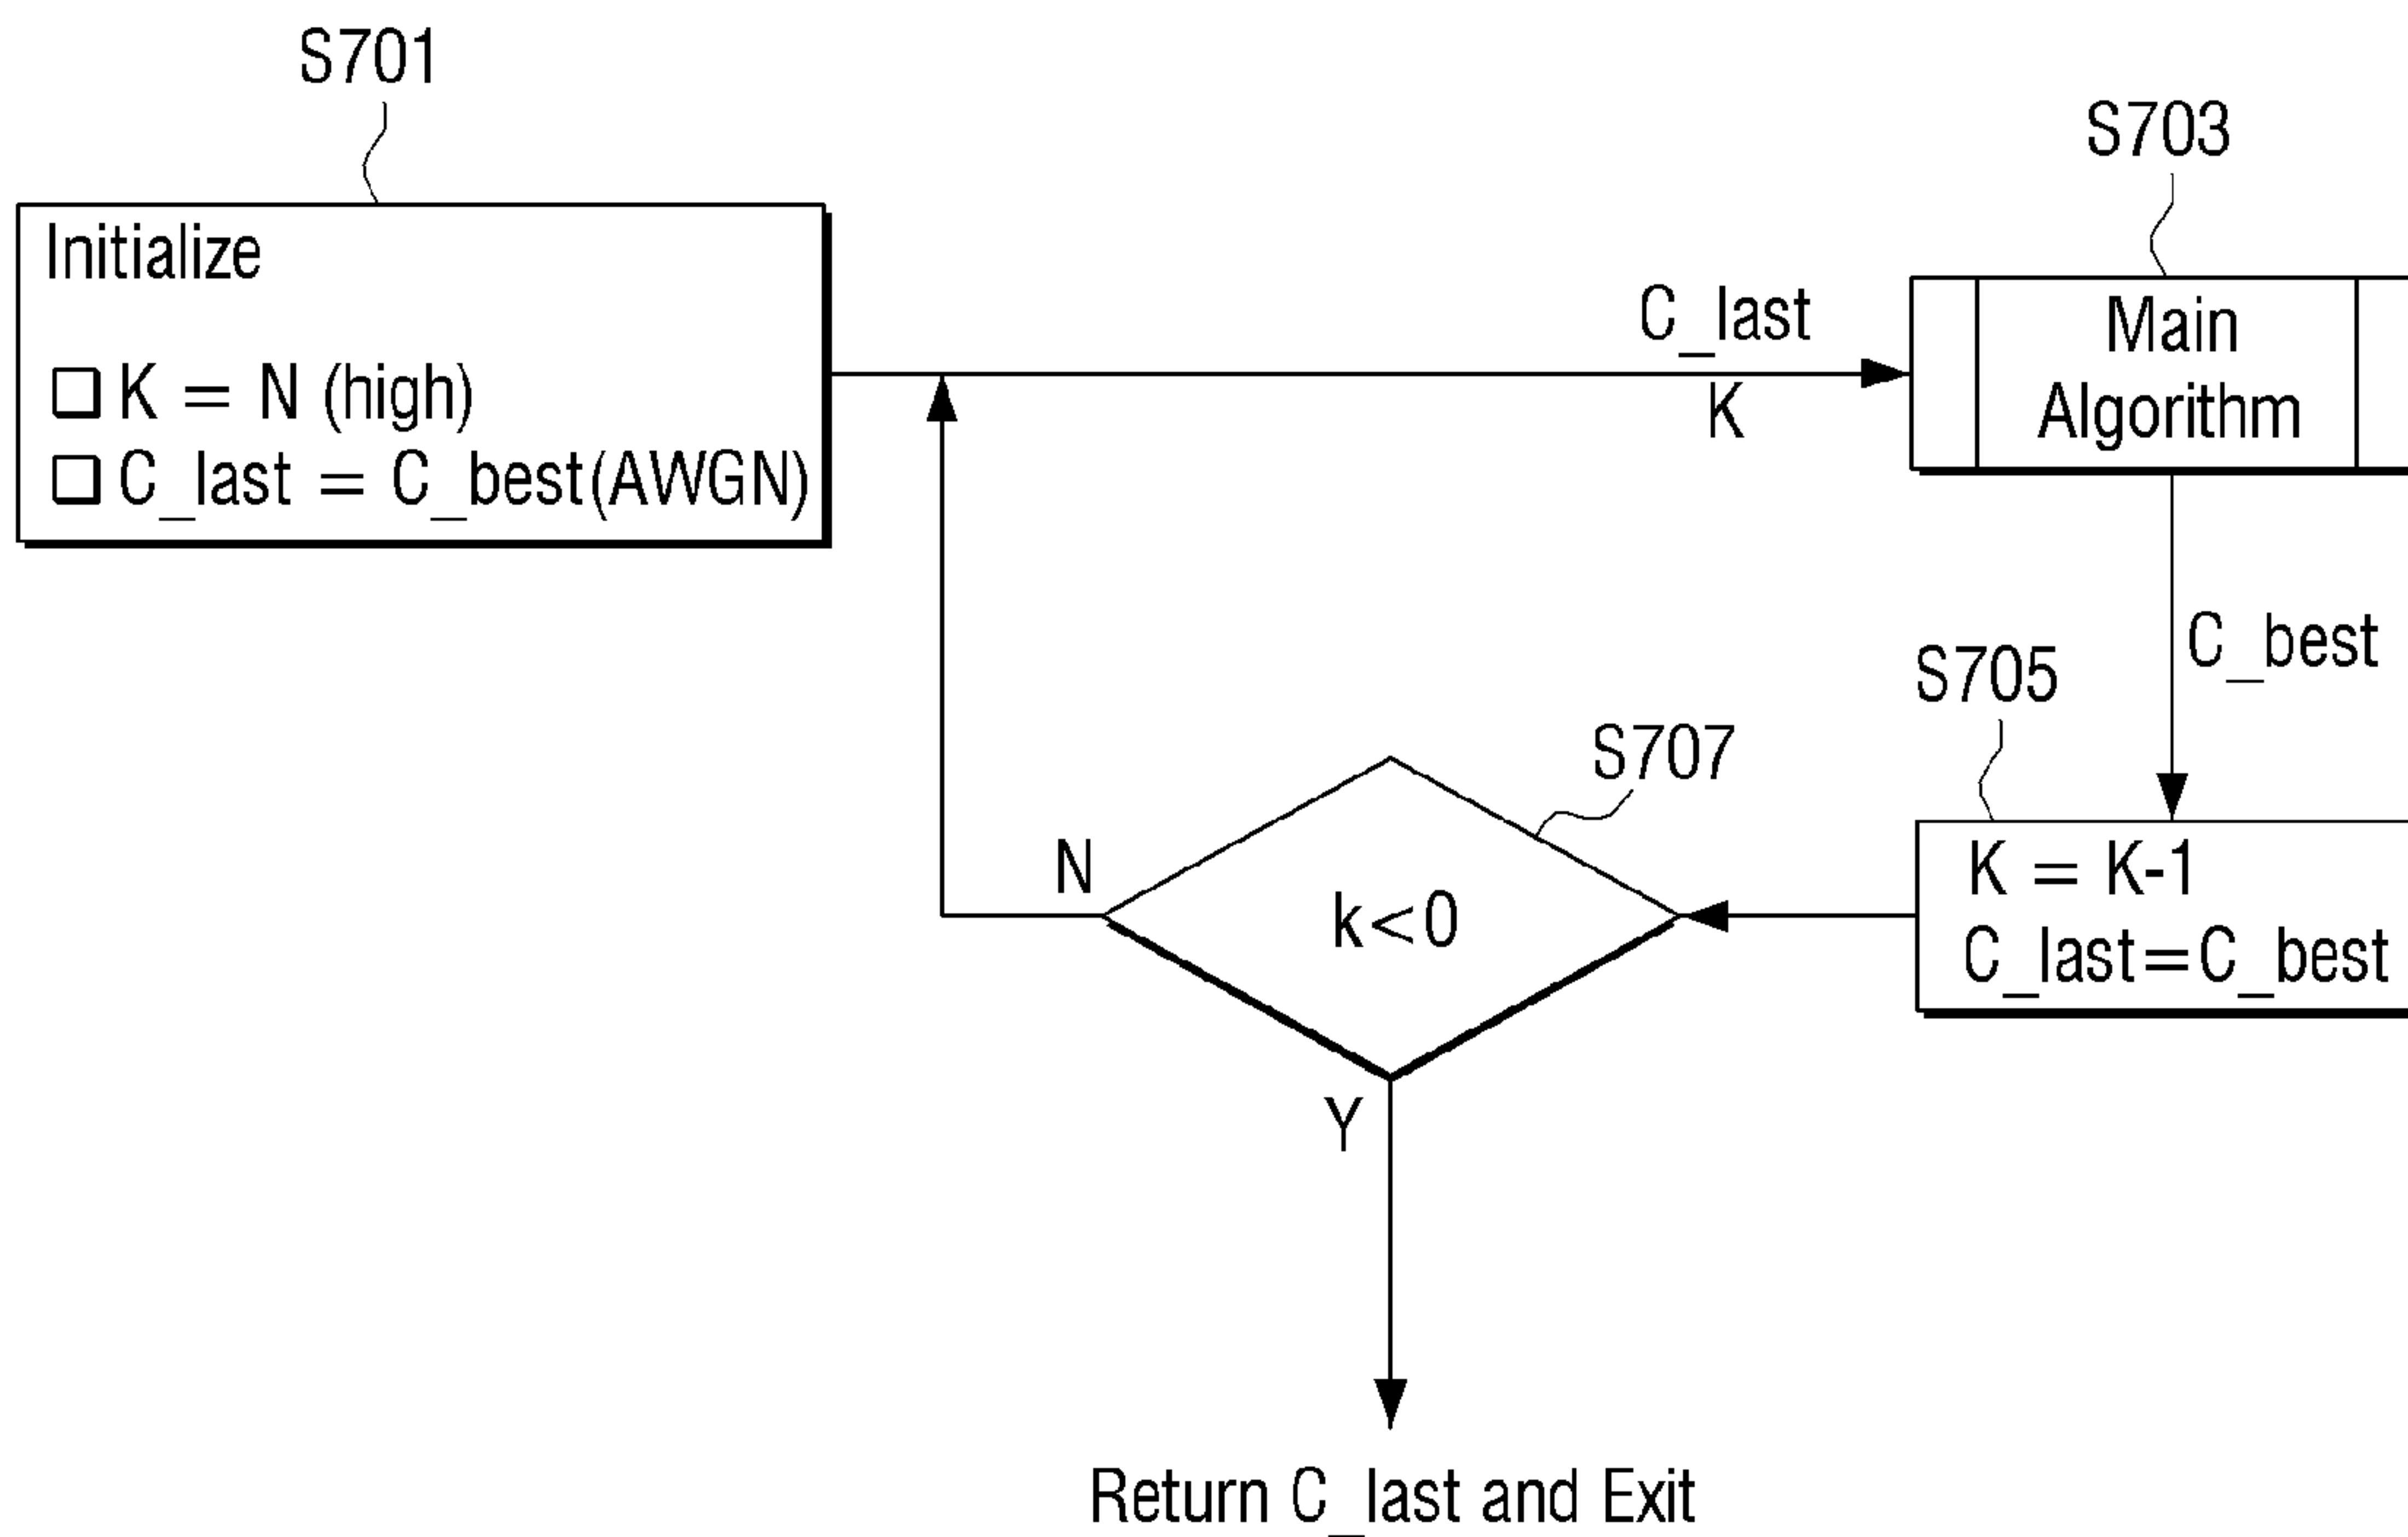 S701
Initialize
K = N (high)
C_last = C_best(AWGN)
C_last
K
S703
Main
Algorithm
C_best
S705
K = K-1
C_last=C_best
S707
k<0
N
Y
Return C_last and Exit